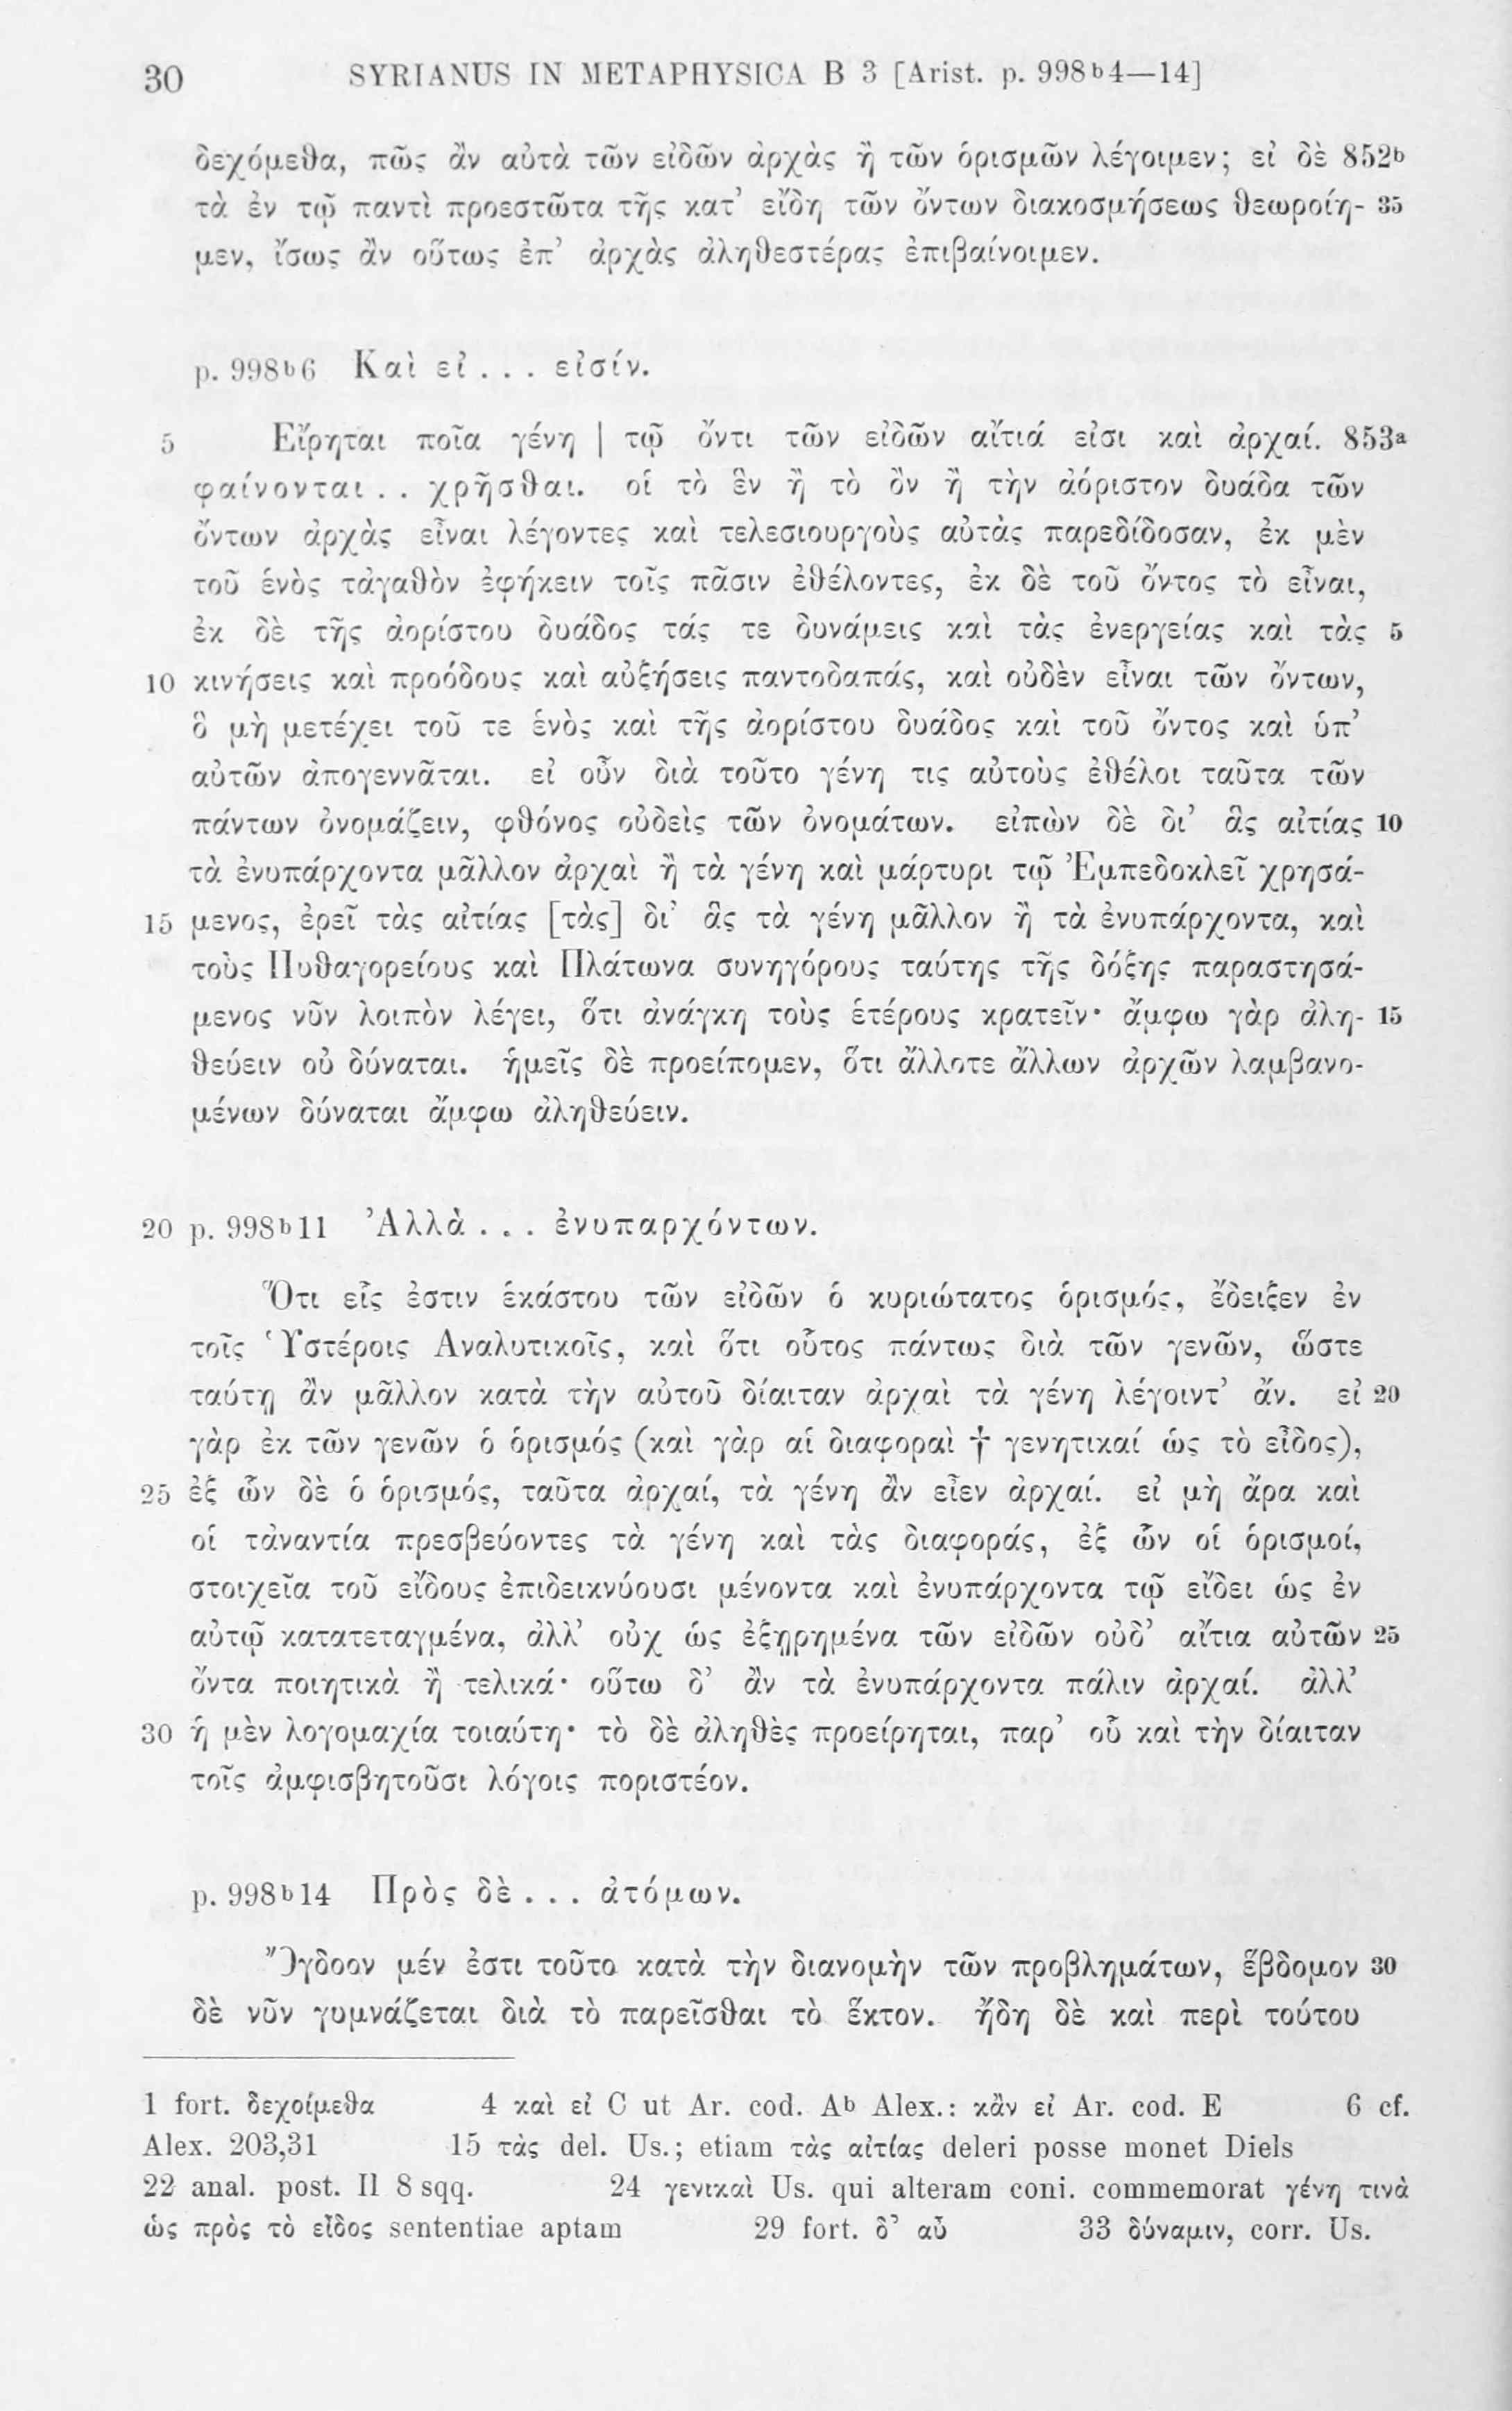 30 SYRIANUS IN METAPHYSICA B 3 [Arist. p. 998b4—14]
δεχόμεθα, πῶς ἂν αὐτὰ τῶν εἰδῶν ἀρχὰς ἢ τῶν ὁρισμῶν λέγοιμεν; εἰ δὲ 852b
τὰ ἐν τῷ παντὶ προεστῶτα τῆς κατ’ εἴδη τῶν ὄντων διακοσμήσεως θεωροίη- 35
μεν, ἴσως ἂν οὕτως ἐπ’ ἀρχὰς ἀληθεστέρας ἐπιβαίνοιμεν.
p. 998b6 Καὶ εἰ . . . εἰσίν.
5 Εἴρηται ποῖα γένη | τῷ ὄντι τῶν εἰδῶν αἴτιά εἰσι καὶ ἀρχαί. 853a
φαίνονται . . χρῆσθαι. οἱ τὸ ἓν ἢ τὸ ὂν ἢ τὴν ἀόριστον δυάδα τῶν
ὄντων ἀρχὰς εἶναι λέγοντες καὶ τελεσιουργοὺς αὐτὰς παρεδίδοσαν, ἐκ μὲν
τοῦ ἑνὸς τἀγαθὸν ἐφήκειν τοῖς πᾶσιν ἐθέλοντες, ἐκ δὲ τοῦ ὄντος τὸ εἶναι,
ἐκ δὲ τῆς ἀορίστου δυάδος τάς τε δυνάμεις καὶ τὰς ἐνεργείας καὶ τὰς 5
10 κινήσεις καὶ προόδους καὶ αὐξήσεις παντοδαπάς, καὶ οὐδὲν εἶναι τῶν ὄντων,
ὃ μὴ μετέχει τοῦ τε ἑνὸς καὶ τῆς ἀορίστου δυάδος καὶ τοῦ ὄντος καὶ ὑπ’
αὐτῶν ἀπογεννᾶται. εἰ οὖν διὰ τοῦτο γένη τις αὐτοὺς ἐθέλοι ταῦτα τῶν
πάντων ὀνομάζειν, φθόνος οὐδεὶς τῶν ὀνομάτων. εἰπὼν δὲ δι’ ἃς αἰτίας 10
τὰ ἐνυπάρχοντα μᾶλλον ἀρχαὶ ἢ τὰ γένη καὶ μάρτυρι τῷ Ἐμπεδοκλεῖ χρησά-
15 μενος, ἐρεῖ τὰς αἰτίας [τὰς] δι’ ἃς τὰ γένη μᾶλλον ἢ τὰ ἐνυπάρχοντα, καὶ
τοὺς Πυθαγορείους καὶ Πλάτωνα συνηγόρους ταύτης τῆς δόξης παραστησά-
μενος νῦν λοιπὸν λέγει, ὅτι ἀνάγκη τοὺς ἑτέρους κρατεῖν· ἄμφω γὰρ ἀλη- 15
θεύειν οὐ δύναται. ἡμεῖς δὲ προείπομεν, ὅτι ἄλλοτε ἄλλων ἀρχῶν λαμβανο-
μένων δύναται ἄμφω ἀληθεύειν.
20 p. 998b11 Ἀλλὰ . . . ἐνυπαρχόντων.
Ὅτι εἷς ἐστιν ἑκάστου τῶν εἰδῶν ὁ κυριώτατος ὁρισμός, ἔδειξεν ἐν
τοῖς Ὑστέροις Ἀναλυτικοῖς, καὶ ὅτι οὗτος πάντως διὰ τῶν γενῶν, ὥστε
ταύτῃ ἂν μᾶλλον κατὰ τὴν αὐτοῦ δίαιταν ἀρχαὶ τὰ γένη λέγοιντ’ ἄν. εἰ 20
γὰρ ἐκ τῶν γενῶν ὁ ὁρισμός (καὶ γὰρ αἱ διαφοραὶ † γενητικαί ὡς τὸ εἶδος),
25 ἐξ ὧν δὲ ὁ ὁρισμός, ταῦτα ἀρχαί, τὰ γένη ἂν εἶεν ἀρχαί. εἰ μὴ ἄρα καὶ
οἱ τἀναντία πρεσβεύοντες τὰ γένη καὶ τὰς διαφοράς, ἐξ ὧν οἱ ὁρισμοί,
στοιχεῖα τοῦ εἴδους ἐπιδεικνύουσι μένοντα καὶ ἐνυπάρχοντα τῷ εἴδει ὡς ἐν
αὐτῷ κατατεταγμένα, ἀλλ’ οὐχ ὡς ἐξῃρημένα τῶν εἰδῶν οὐδ’ αἴτια αὐτῶν 25
ὄντα ποιητικὰ ἢ τελικά· οὕτω δ’ ἂν τὰ ἐνυπάρχοντα πάλιν ἀρχαί. ἀλλ’
30 ἡ μὲν λογομαχία τοιαύτη· τὸ δὲ ἀληθὲς προείρηται, παρ’ οὗ καὶ τὴν δίαιταν
τοῖς ἀμφισβητοῦσι λόγοις ποριστέον.
p. 998b14 Πρὸς δὲ . . . ἀτόμων.
Ὄγδοον μέν ἐστι τοῦτο κατὰ τὴν διανομὴν τῶν προβλημάτων, ἕβδομον 30
δὲ νῦν γυμνάζεται διὰ τὸ παρεῖσθαι τὸ ἕκτον. ἤδη δὲ καὶ περὶ τούτου
1 fort. δεχοίμεθα 4 καὶ εἰ C ut Ar. cod. Ab Alex.: κἂν εἰ Ar. cod. E 6 cf.
Alex. 203,31 15 τὰς del. Us.; etiam τὰς αἰτίας deleri posse monet Diels
22 anal. post. II 8 sqq. 24 γενικαὶ Us. qui alteram coni. commemorat γένη τινὰ
ὡς πρὸς τὸ εἶδος sententiae aptam 29 fort. δ’ αὖ 33 δύναμιν, corr. Us.